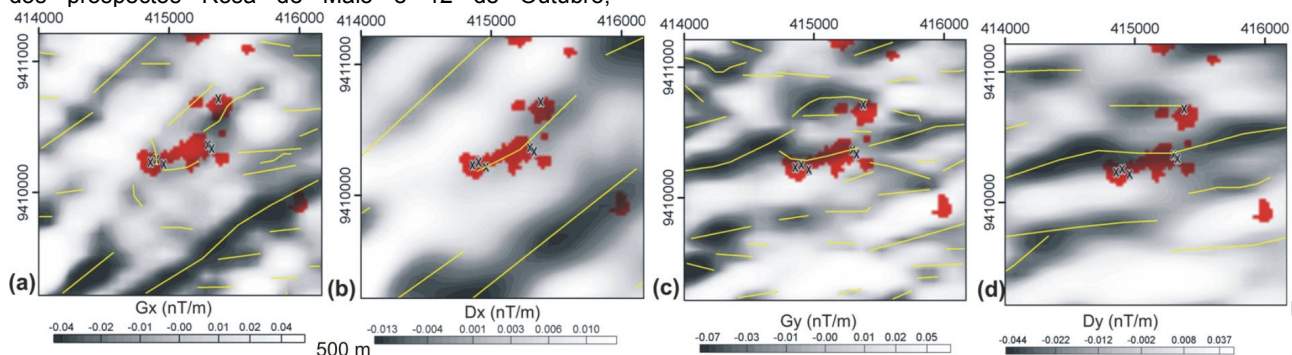 dos prospectos Rosa de Maio e 12 de Outubro,
414000 415000 416000
414000 415000 416000
414000 415000 416000
414000 415000 416000
9411000
9410000
9411000
9410000
9411000
9410000
9411000
9410000
X X X X X X
X X X X X X
X X X X X X
X X X X X
(a) (b) (c) (d)
Gx (nT/m)
-0.04 -0.02 -0.01 -0.00 0.01 0.02 0.04
Dx (nT/m)
-0.013 -0.004 0.001 0.003 0.006 0.010
Gy (nT/m)
-0.07 -0.03 -0.01 -0.00 0.01 0.02 0.05
Dy (nT/m)
-0.044 -0.022 -0.012 -0.002 0.008 0.037
500 m